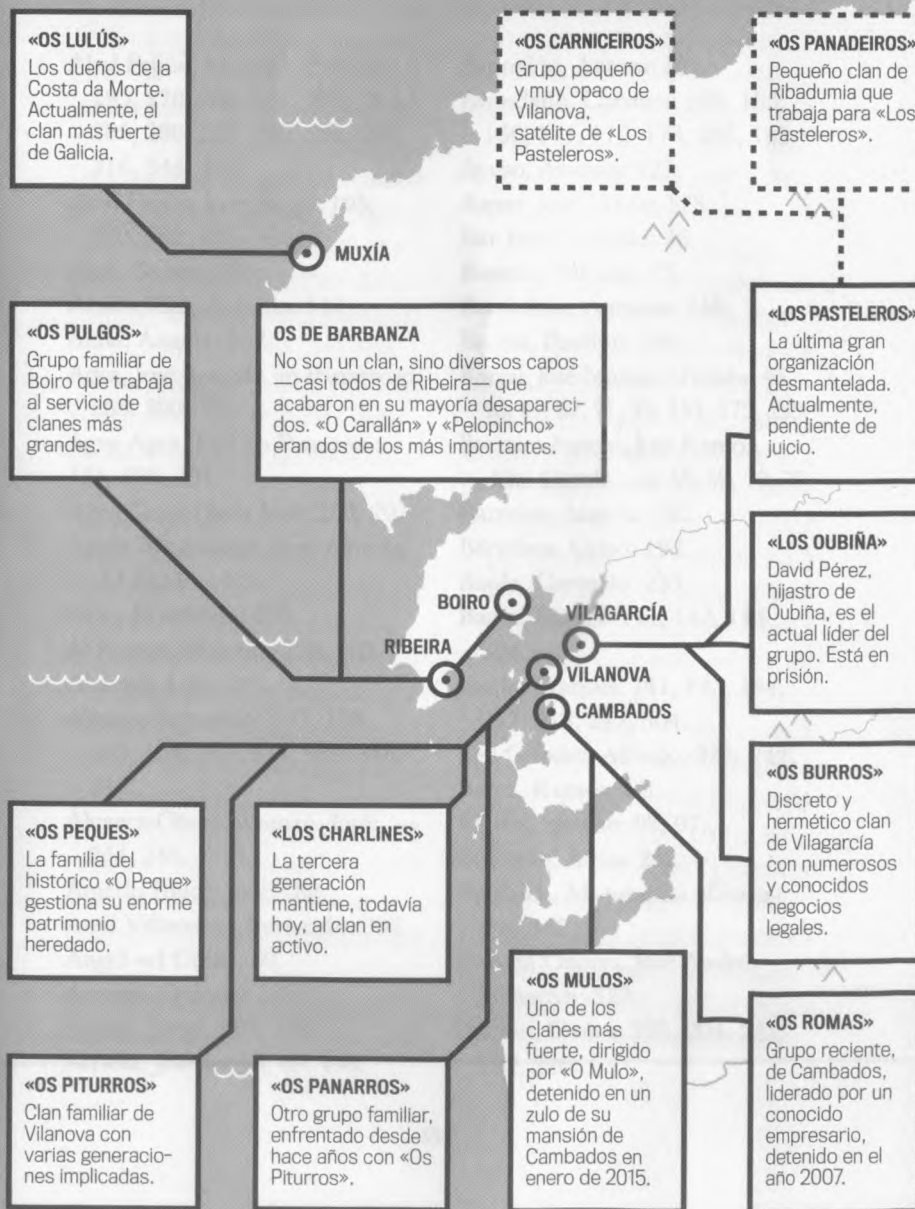 «OS LULÚS»
Los dueños de la
Costa da Morte.
Actualmente, el
clan más fuerte
de Galicia.
«OS CARNICEIROS»
Grupo pequeño
y muy opaco de
Vilanova,
satélite de «Los
Pasteleros».
«OS PANADEIROS»
Pequeño clan de
Ribadumia que
trabaja para «Los
Pasteleros».
MUXÍA
«OS PULGOS»
Grupo familiar de
Boiro que trabaja
al servicio de
clanes más
grandes.
OS DE BARBANZA
No son un clan, sino diversos capos
—casi todos de Ribeira— que
acabaron en su mayoría desapareci-
dos. «O Carallán» y «Pelopincho»
eran dos de los más importantes.
«LOS PASTELEROS»
La última gran
organización
desmantelada.
Actualmente,
pendiente de
juicio.
«LOS OUBIÑA»
David Pérez,
hijastro de
Oubiña, es el
actual líder del
grupo. Está en
prisión.
BOIRO
VILAGARCÍA
RIBEIRA
VILANOVA
CAMBADOS
«OS PEQUES»
La familia del
histórico «O Peque»
gestiona su enorme
patrimonio
heredado.
«LOS CHARLINES»
La tercera
generación
mantiene, todavía
hoy, al clan en
activo.
«OS BURROS»
Discreto y
hermético clan
de Vilagarcía
con numerosos
y conocidos
negocios
legales.
«OS PITURROS»
Clan familiar de
Vilanova con
varias generacio-
nes implicadas.
«OS PANARROS»
Otro grupo familiar,
enfrentado desde
hace años con «Os
Piturros».
«OS MULOS»
Uno de los
clanes más
fuerte, dirigido
por «O Mulo»,
detenido en un
zulo de su
mansión de
Cambados en
enero de 2015.
«OS ROMAS»
Grupo reciente,
de Cambados,
liderado por un
conocido
empresario,
detenido en el
año 2007.